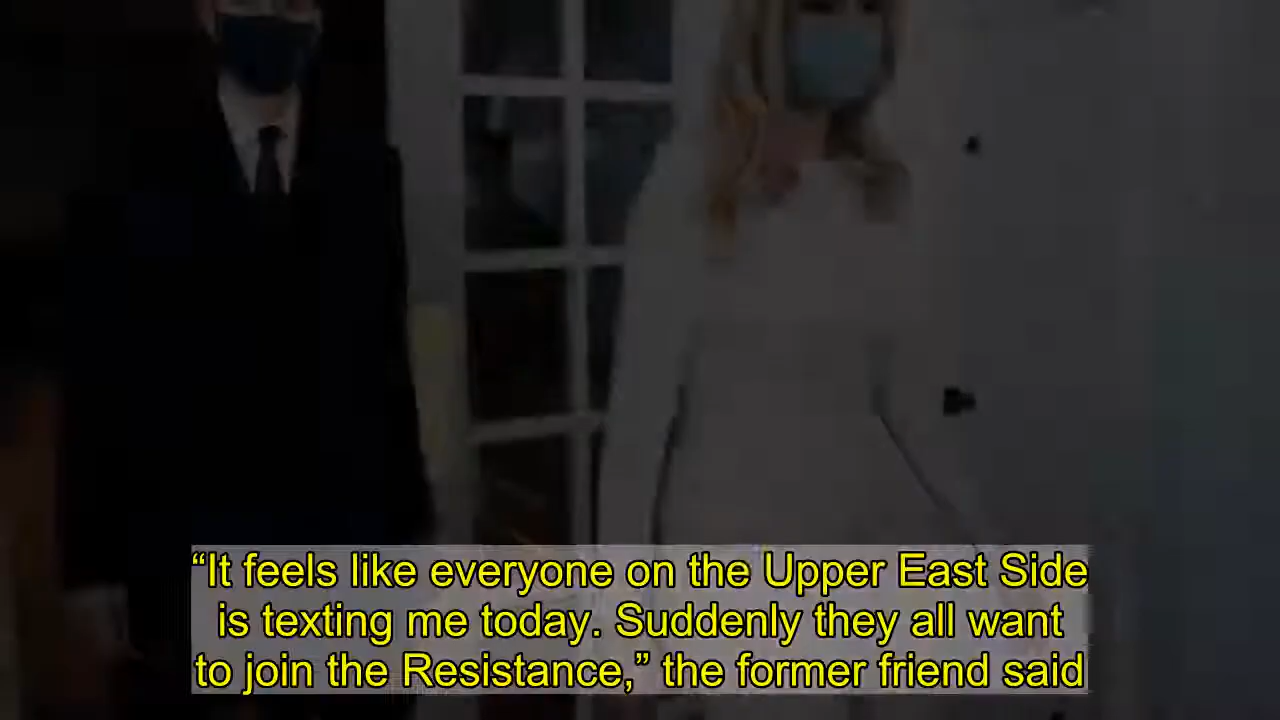 “It feels like everyone on the Upper East Side
is texting me today. Suddenly they all want
to join the Resistance,” the former friend said